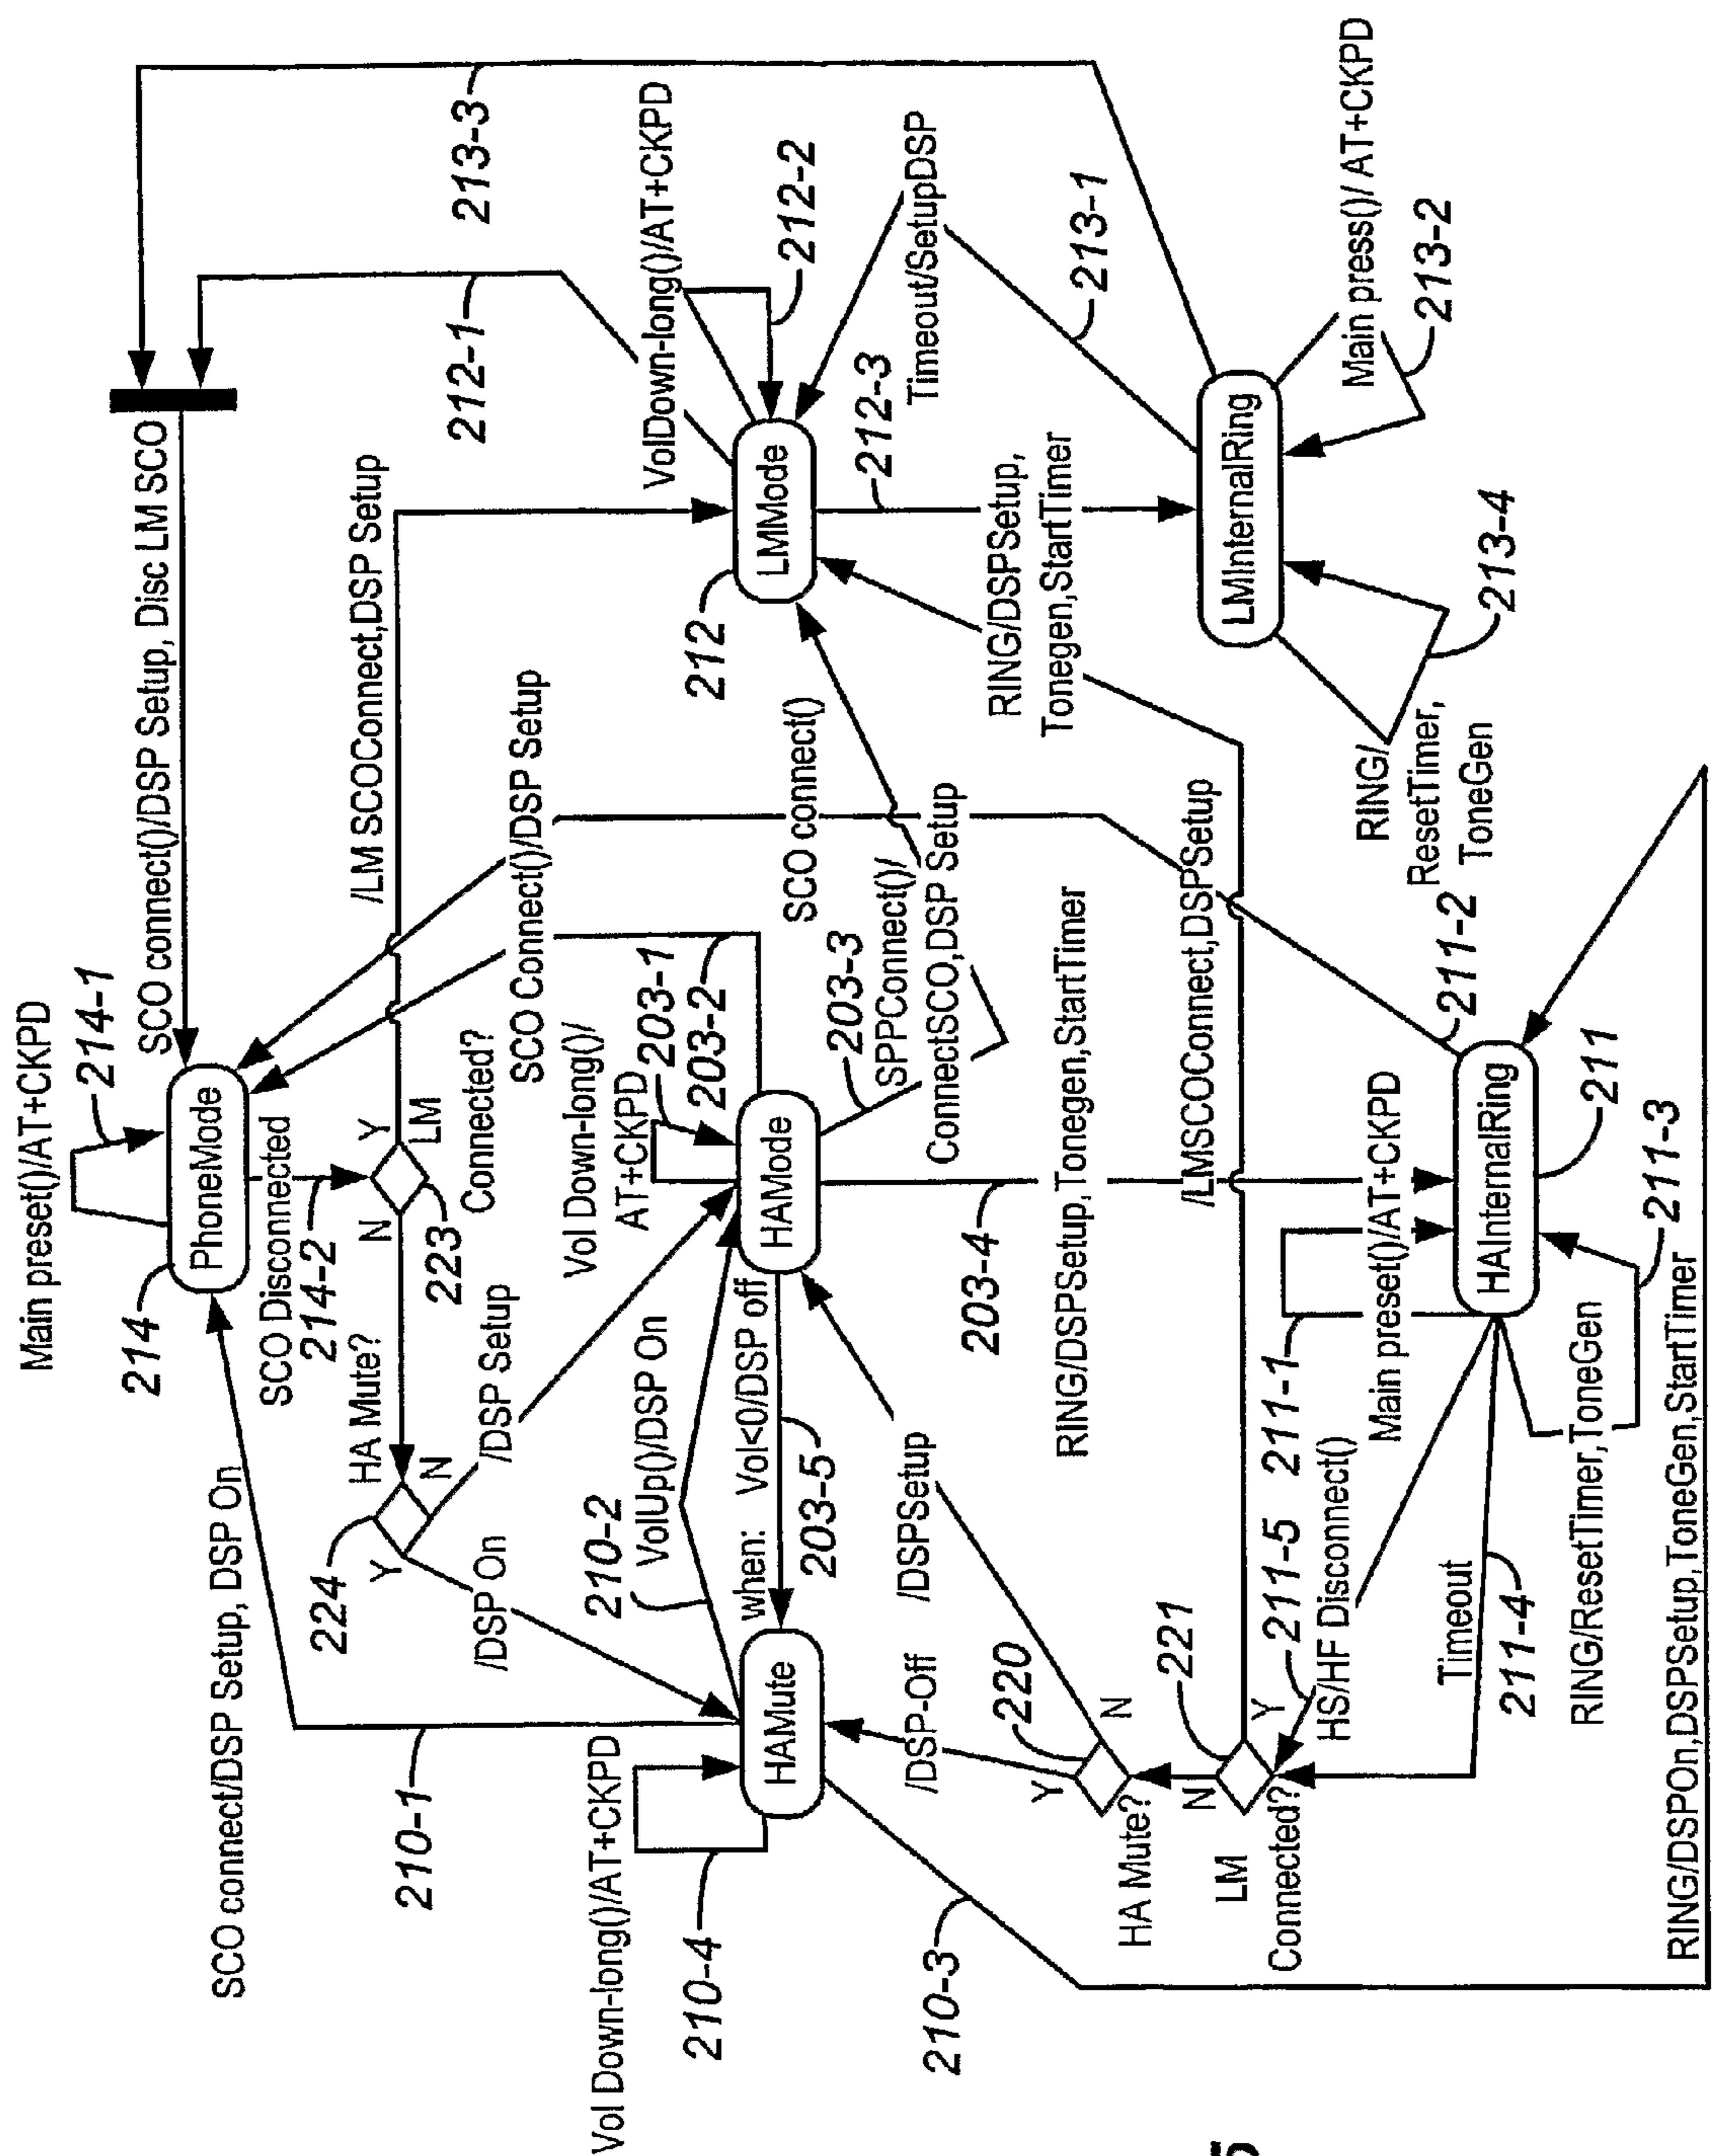 Main preset()/AT+CKPD
214-1
214
PhoneMode
SCO connect()/DSP Setup, Disc LM SCO
213-3
212-1
SCO connect/DSP Setup, DSP On
210-1
SCO Disconnected
214-2
N
Y
LM
Connected?
223
/LM SCOConnect,DSP Setup
HA Mute?
N
Y
224
/DSP Setup
/DSP On
SCO Connect()/DSP Setup
Vol Down-long()/
AT+CKPD
203-1
203-2
VolDown-long()/AT+CKPD
212-2
Vol Down-long()/AT+CKPD
210-4
HAMute
210-2
VolUp()/DSP On
when: Vol<0/DSP off
203-5
HAMode
203-3
SPPConnect()/
ConnectSCO,DSP Setup
SCO connect()
212
LMMode
212-3
Timeout/SetupDSP
213-1
RING/DSPSetup,
Tonegen,StartTimer
203-4
RING/DSPSetup,Tonegen,StartTimer
/DSP-Off
/DSPSetup
220
Y
N
HA Mute?
210-3
221
N
Y
LM
Connected?
/LMSCOConnect,DSPSetup
211-5
HS/HF Disconnect()
211-1
Main preset()/AT+CKPD
Timeout
211-4
HAInternalRing
211
211-2
211-3
RING/ResetTimer,ToneGen
RING/DSPOn,DSPSetup,ToneGen,StartTimer
LMInternalRing
Main press()/ AT+CKPD
213-2
213-4
RING/
ResetTimer,
ToneGen
5